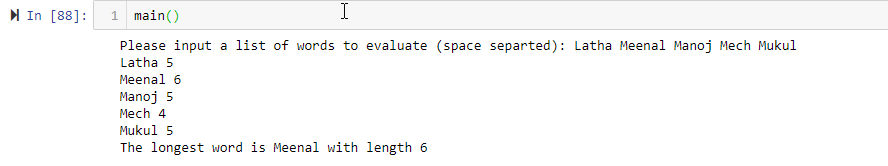 In [88]: 1 main()
Please input a list of words to evaluate (space separted): Latha Meenal Manoj Mech Mukul
Latha 5
Meenal 6
Manoj 5
Mech 4
Mukul 5
The longest word is Meenal with length 6